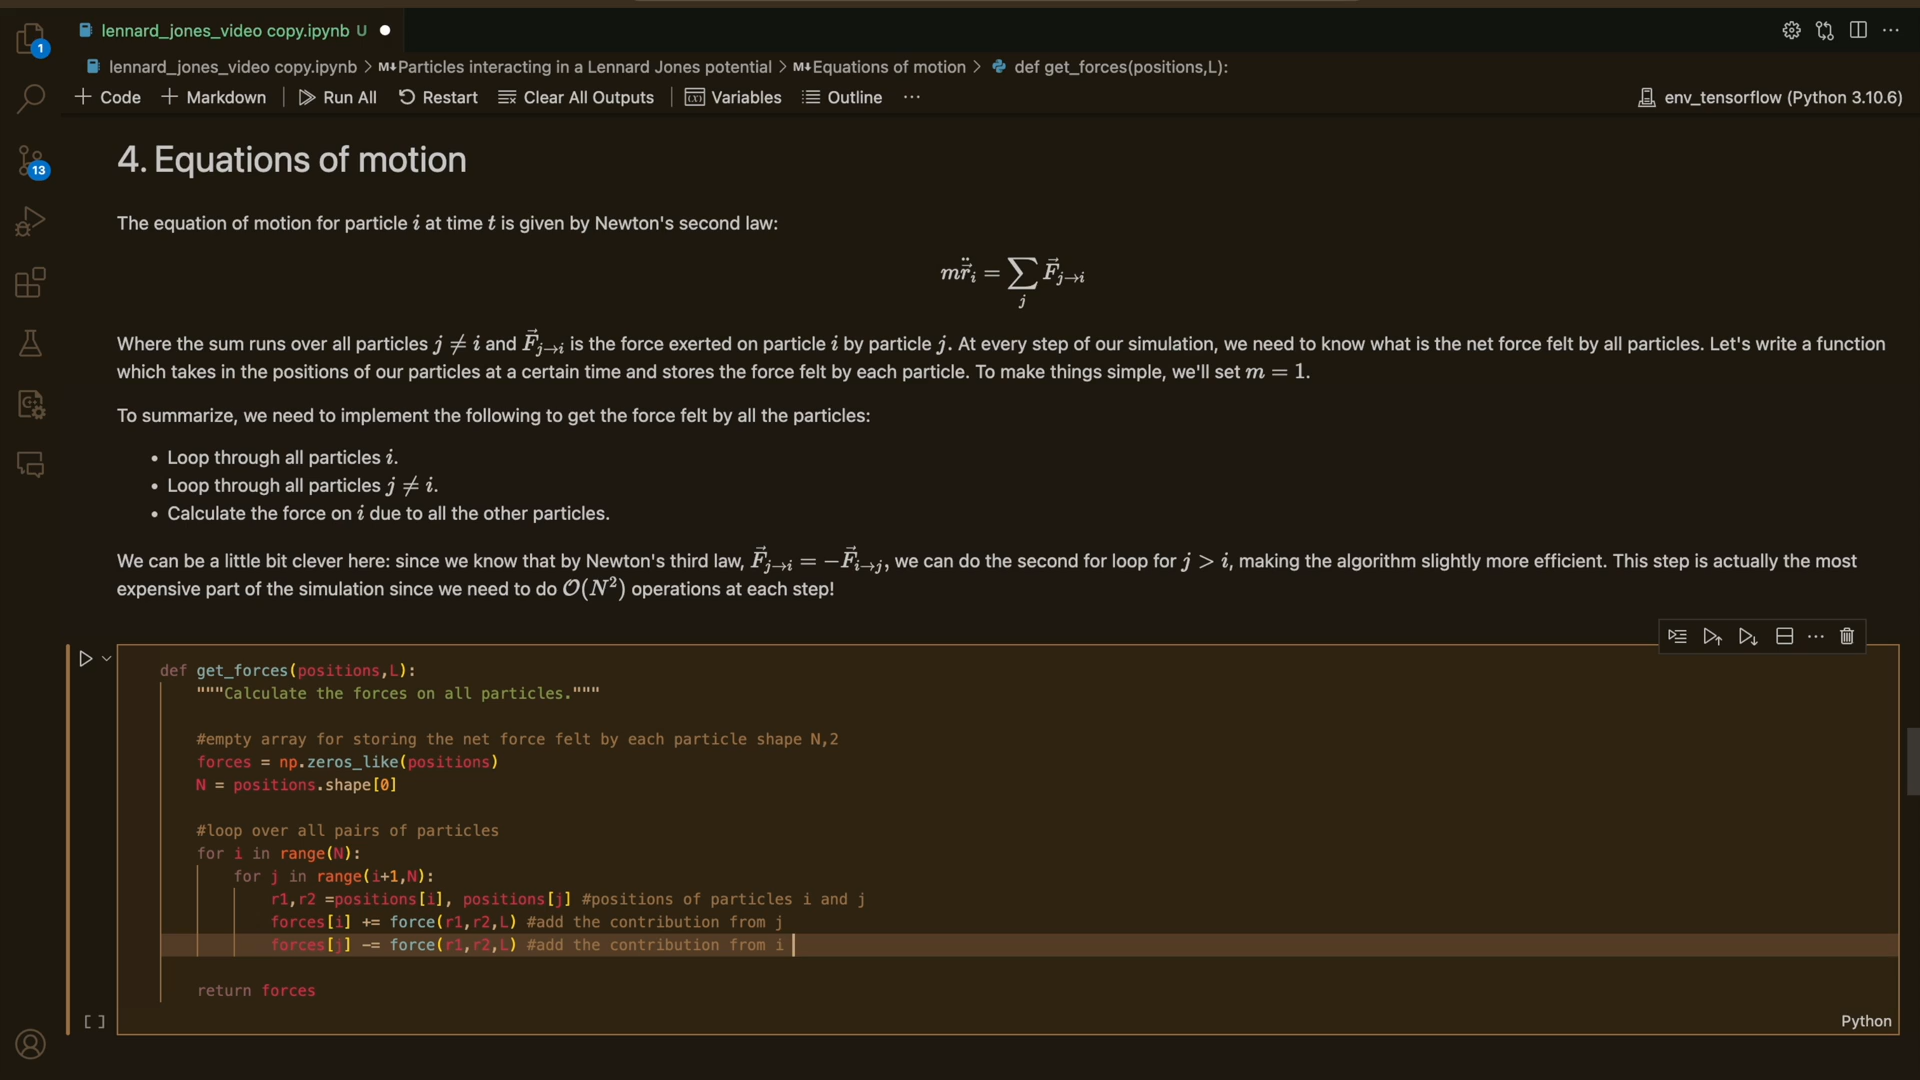 lennard_jones_video copy.ipynb U
1
lennard_jones_video copy.ipynb > M↓Particles interacting in a Lennard Jones potential > M↓Equations of motion > def get_forces(positions,L):
+ Code + Markdown | Run All Restart Clear All Outputs | Variables Outline ···
env_tensorflow (Python 3.10.6)
13
4. Equations of motion
The equation of motion for particle i at time t is given by Newton's second law:
m\ddot{\vec{r}}_i = \sum_j \vec{F}_{j→i}
Where the sum runs over all particles j ≠ i and \vec{F}_{j→i} is the force exerted on particle i by particle j. At every step of our simulation, we need to know what is the net force felt by all particles. Let's write a function
which takes in the positions of our particles at a certain time and stores the force felt by each particle. To make things simple, we'll set m = 1.
To summarize, we need to implement the following to get the force felt by all the particles:
• Loop through all particles i.
• Loop through all particles j ≠ i.
• Calculate the force on i due to all the other particles.
We can be a little bit clever here: since we know that by Newton's third law, \vec{F}_{j→i} = −\vec{F}_{i→j}, we can do the second for loop for j > i, making the algorithm slightly more efficient. This step is actually the most
expensive part of the simulation since we need to do O(N²) operations at each step!
def get_forces(positions,L):
"""Calculate the forces on all particles."""
#empty array for storing the net force felt by each particle shape N,2
forces = np.zeros_like(positions)
N = positions.shape[0]
#loop over all pairs of particles
for i in range(N):
for j in range(i+1,N):
r1,r2 =positions[i], positions[j] #positions of particles i and j
forces[i] += force(r1,r2,L) #add the contribution from j
forces[j] -= force(r1,r2,L) #add the contribution from i
return forces
[ ]
Python